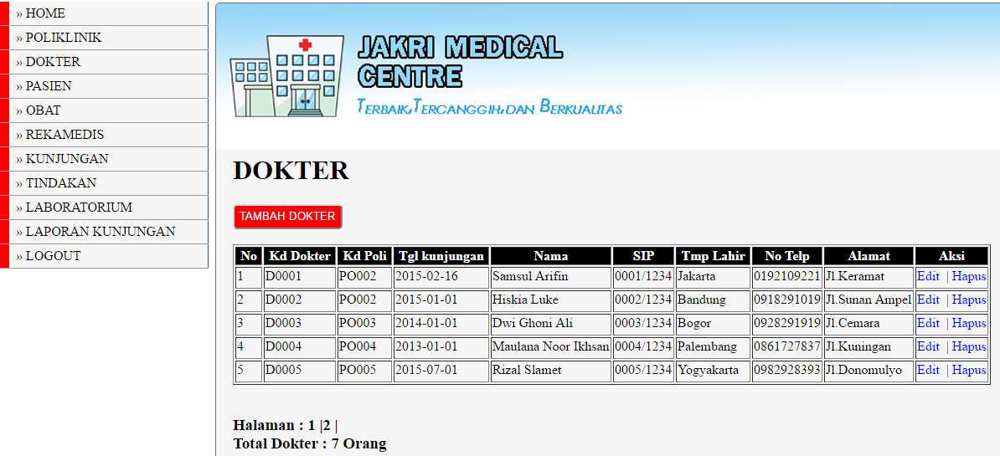 » HOME
» POLIKLINIK
» DOKTER
» PASIEN
» OBAT
» REKAMEDIS
» KUNJUNGAN
» TINDAKAN
» LABORATORIUM
» LAPORAN KUNJUNGAN
» LOGOUT
JAKRI MEDICAL
CENTRE
TERBAIK,TERCANGGIH,DAN BERKUALITAS
DOKTER
TAMBAH DOKTER
No Kd Dokter Kd Poli Tgl kunjungan Nama SIP Tmp Lahir No Telp Alamat Aksi
1 D0001 PO002 2015-02-16 Samsul Arifin 0001/1234 Jakarta 0192109221 Jl.Keramat Edit | Hapus
2 D0002 PO002 2015-01-01 Hiskia Luke 0002/1234 Bandung 0918291019 Jl.Sunan Ampel Edit | Hapus
3 D0003 PO003 2014-01-01 Dwi Ghoni Ali 0003/1234 Bogor 0928291919 Jl.Cemara Edit | Hapus
4 D0004 PO004 2013-01-01 Maulana Noor Ikhsan 0004/1234 Palembang 0861727837 Jl.Kuningan Edit | Hapus
5 D0005 PO005 2015-07-01 Rizal Slamet 0005/1234 Yogyakarta 0982928393 Jl.Donomulyo Edit | Hapus
Halaman : 1 |2 |
Total Dokter : 7 Orang